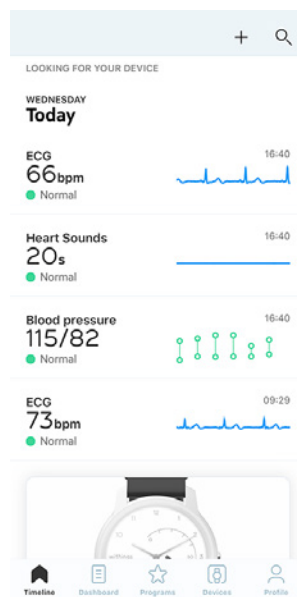 LOOKING FOR YOUR DEVICE
WEDNESDAY
Today
ECG 16:40
66bpm
Normal
Heart Sounds 16:40
20s
Normal
Blood pressure 16:40
115/82
Normal
ECG 09:29
73bpm
Normal
Timeline Dashboard Programs Devices Profile